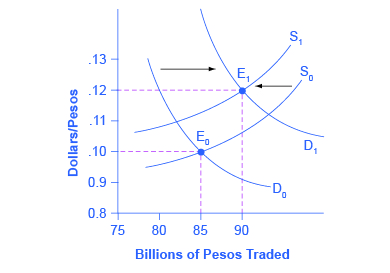 S₁
.13
E₁
S₀
.12
.11
D₁
E₀
.10
0.9
D₀
0.8
75 80 85 90
Dollars/Pesos
Billions of Pesos Traded